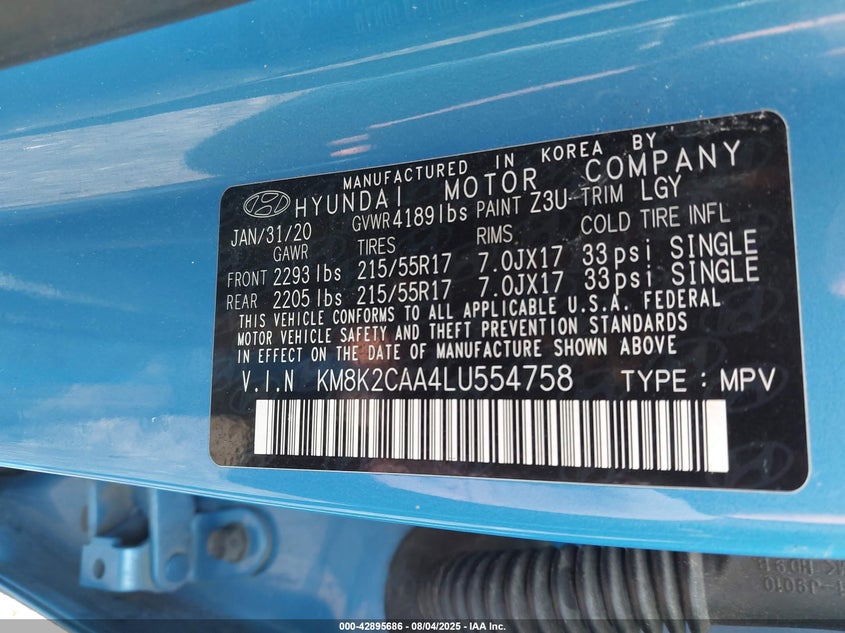 MANUFACTURED IN KOREA BY
HYUNDAI MOTOR COMPANY
JAN/31/20 GVWR 4189 lbs PAINT Z3U- TRIM LGY
GAWR TIRES RIMS COLD TIRE INFL
FRONT 2293 lbs 215/55R17 7.0JX17 33psi SINGLE
REAR 2205 lbs 215/55R17 7.0JX17 33psi SINGLE
THIS VEHICLE CONFORMS TO ALL APPLICABLE U.S.A. FEDERAL
MOTOR VEHICLE SAFETY AND THEFT PREVENTION STANDARDS
IN EFFECT ON THE DATE OF MANUFACTURE SHOWN ABOVE
V.I.N KM8K2CAA4LU554758 TYPE : MPV
000-42895686 - 08/04/2025 - IAA Inc.